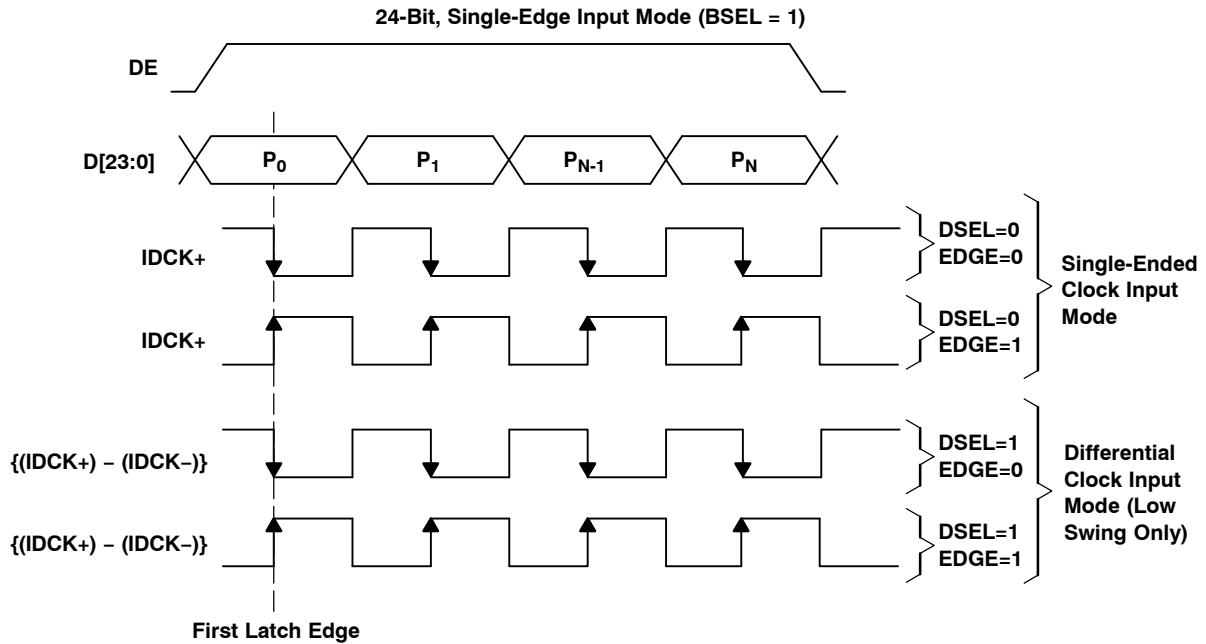 24-Bit, Single-Edge Input Mode (BSEL = 1)
DE
D[23:0]
P0
P1
PN-1
PN
IDCK+
DSEL=0
EDGE=0
IDCK+
DSEL=0
EDGE=1
Single-Ended
Clock Input
Mode
{(IDCK+) − (IDCK−)}
DSEL=1
EDGE=0
{(IDCK+) − (IDCK−)}
DSEL=1
EDGE=1
Differential
Clock Input
Mode (Low
Swing Only)
First Latch Edge